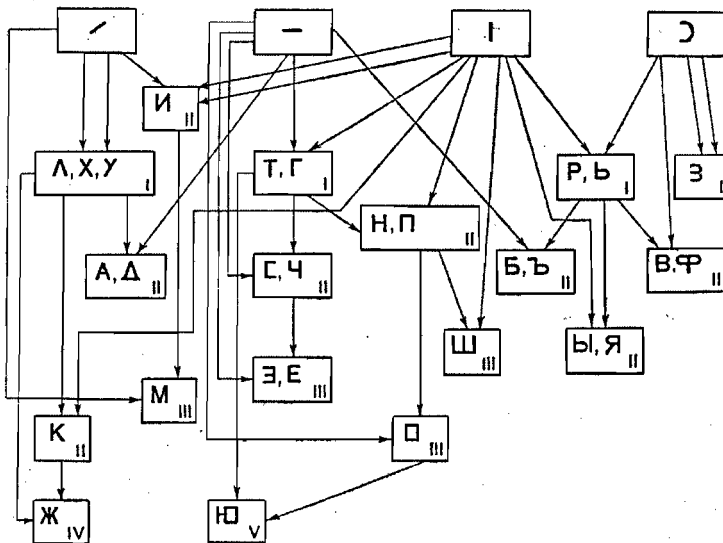 И II
Л, Х, У I
Т, Г I
Р, Ь I
З
Н, П II
А, Д II
С, Ч II
Б, Ъ II
В, Ф II
Ш III
Ы, Я II
Э, Е III
М III
К II
О III
Ж IV
Ю V